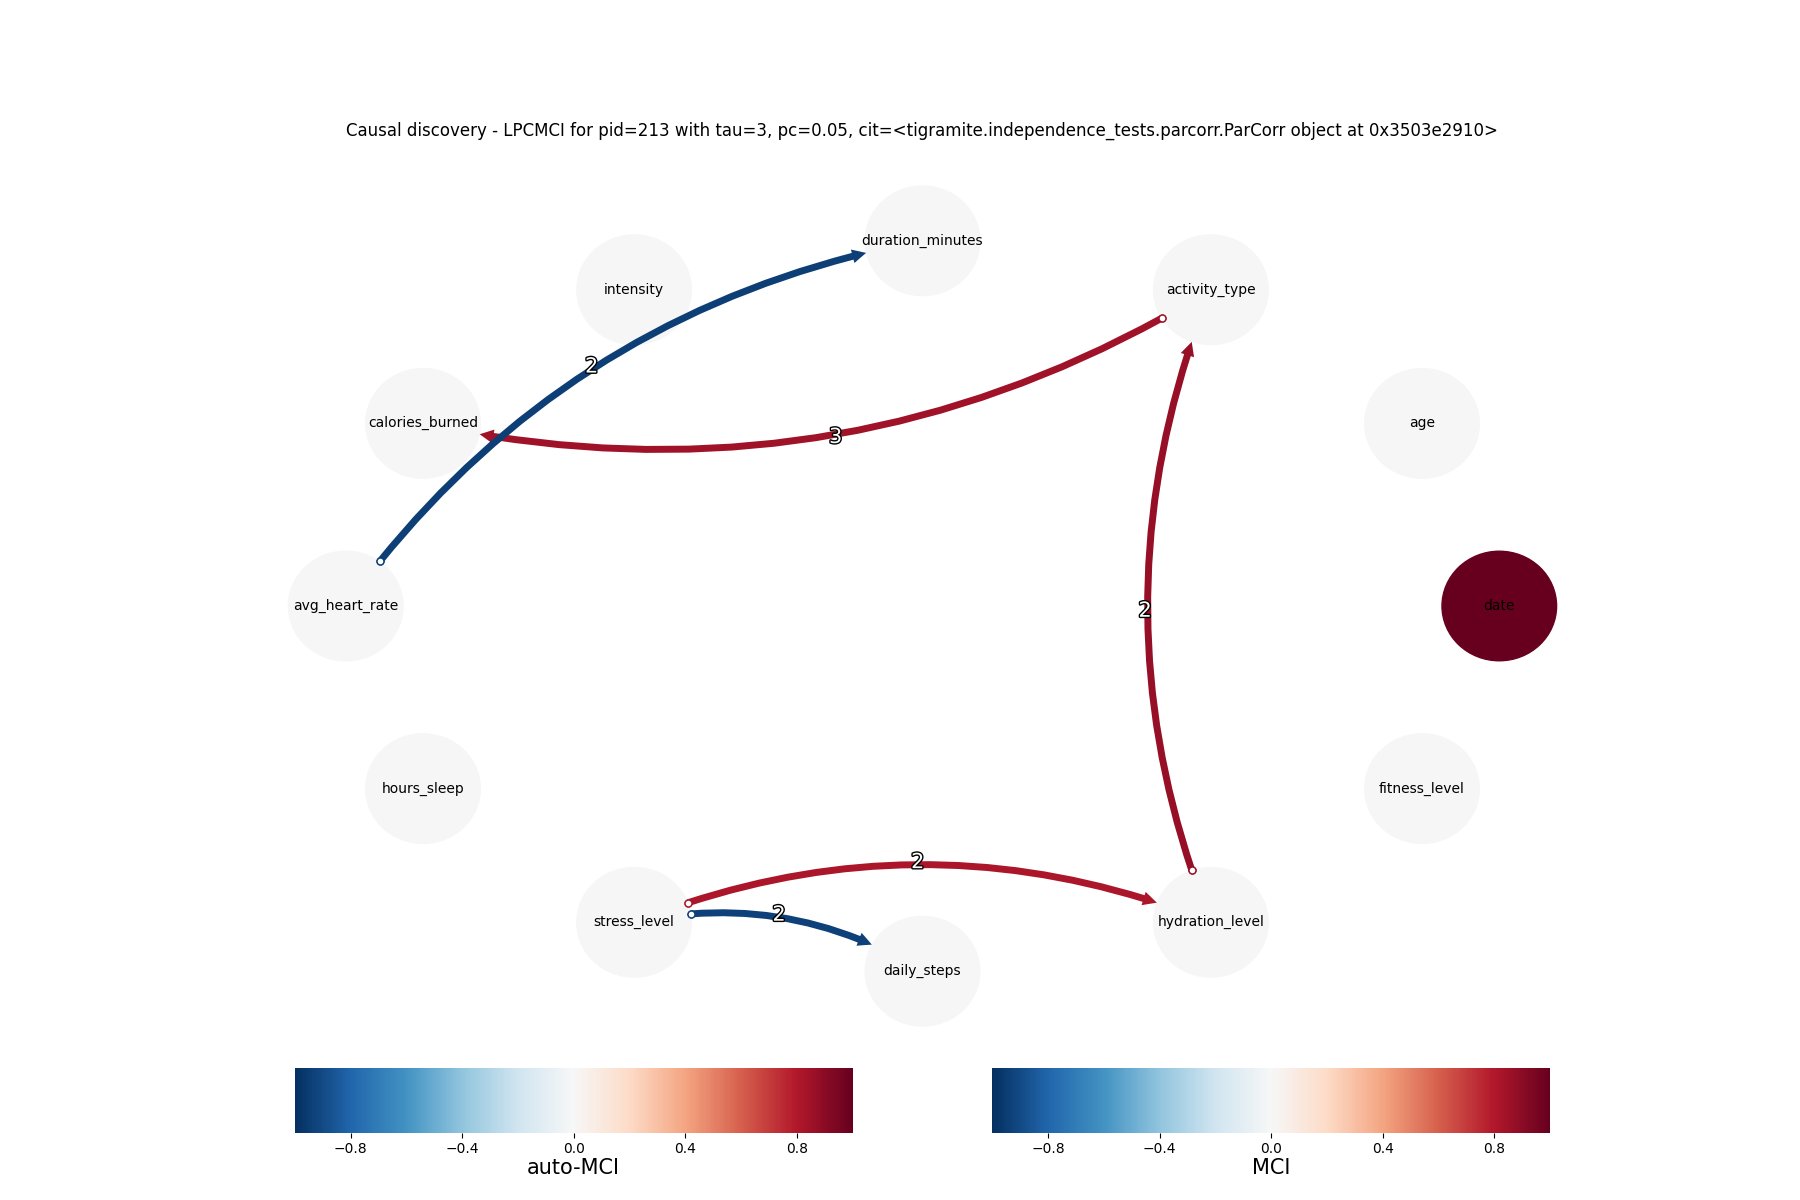 Causal discovery - LPCMCI for pid=213 with tau=3, pc=0.05, cit=<tigramite.independence_tests.parcorr.ParCorr object at 0x3503e2910>
duration_minutes
intensity
activity_type
2
calories_burned
3
age
avg_heart_rate
2
date
hours_sleep
fitness_level
2
stress_level
2
hydration_level
daily_steps
−0.8 −0.4 0.0 0.4 0.8
auto-MCI
−0.8 −0.4 0.0 0.4 0.8
MCI